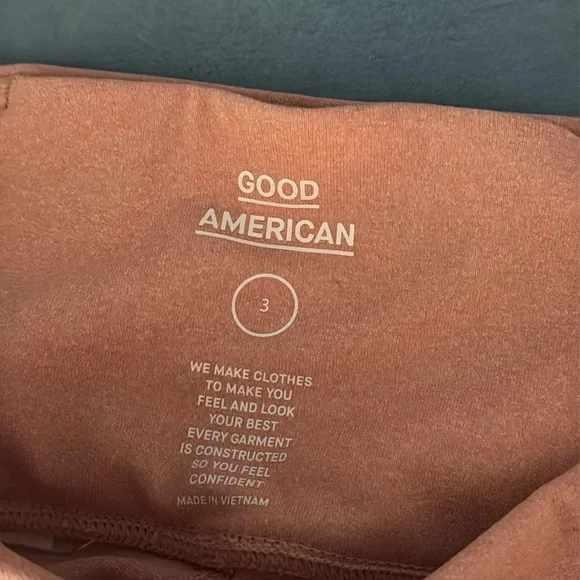 GOOD
AMERICAN
3
WE MAKE CLOTHES
TO MAKE YOU
FEEL AND LOOK
YOUR BEST
EVERY GARMENT
IS CONSTRUCTED
SO YOU FEEL
CONFIDENT
MADE IN VIETNAM